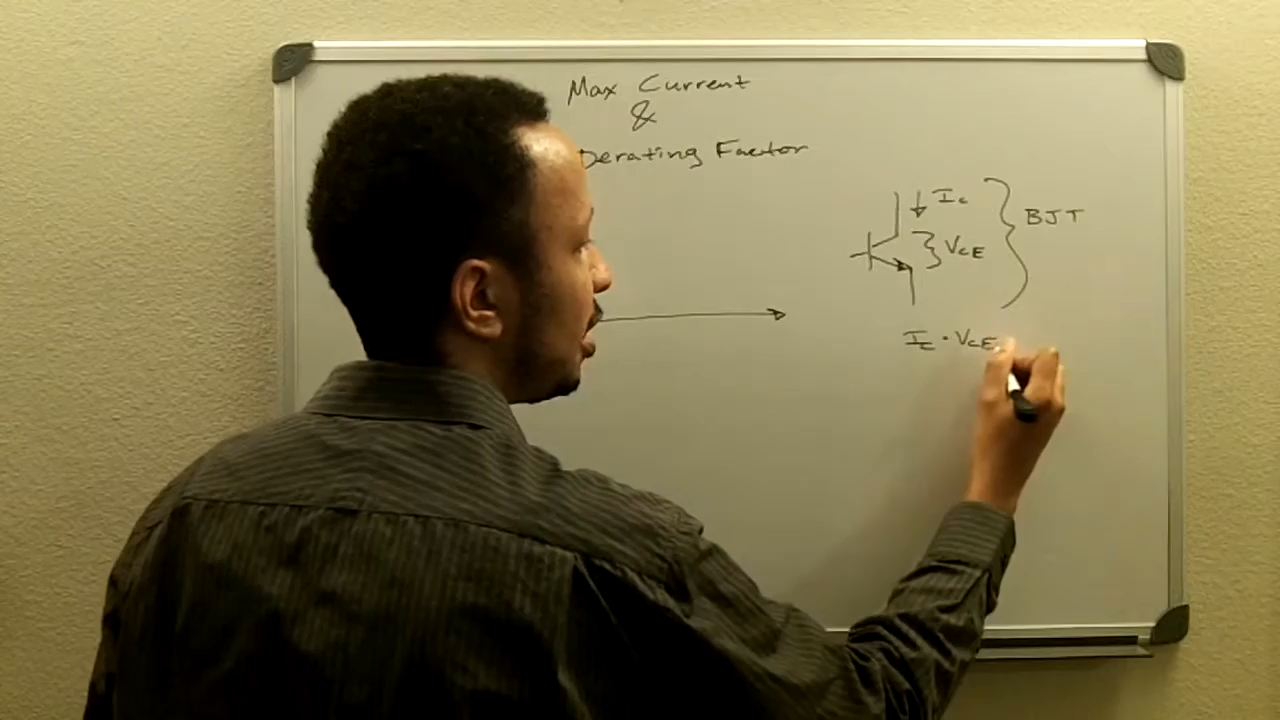 Max Current
&
Derating Factor
Ic
BJT
VCE
Ic · VCE